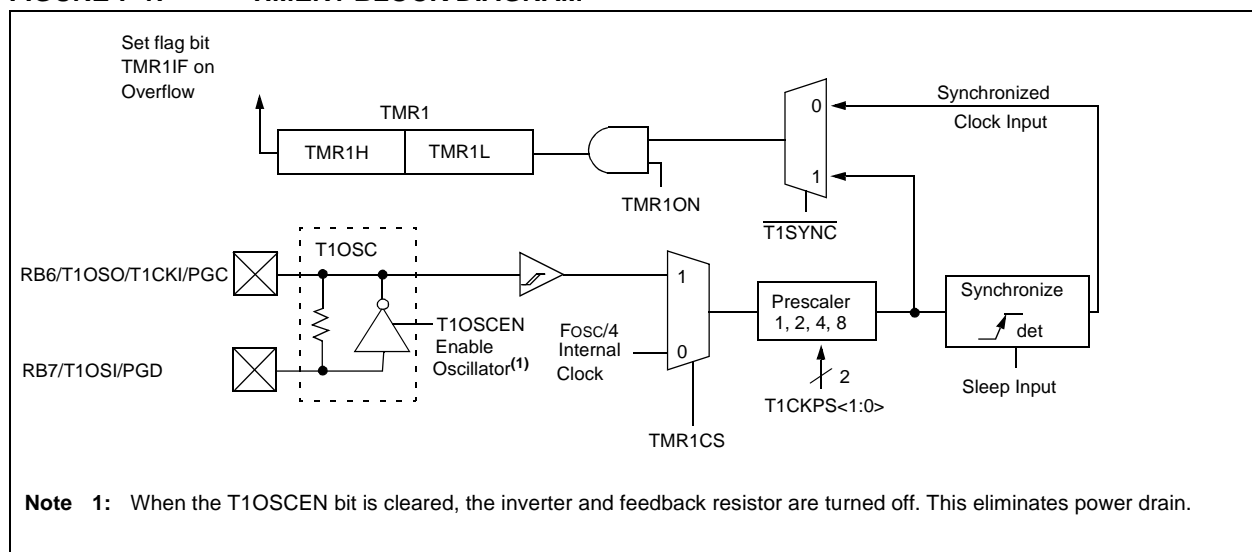 Set flag bit
TMR1IF on
Overflow
TMR1
TMR1H
TMR1L
TMR1ON
0
1
T1SYNC
Synchronized
Clock Input
RB6/T1OSO/T1CKI/PGC
RB7/T1OSI/PGD
T1OSC
T1OSCEN
Enable
Oscillator(1)
FOSC/4
Internal
Clock
1
0
TMR1CS
Prescaler
1, 2, 4, 8
2
T1CKPS<1:0>
Synchronize
det
Sleep Input
Note 1: When the T1OSCEN bit is cleared, the inverter and feedback resistor are turned off. This eliminates power drain.